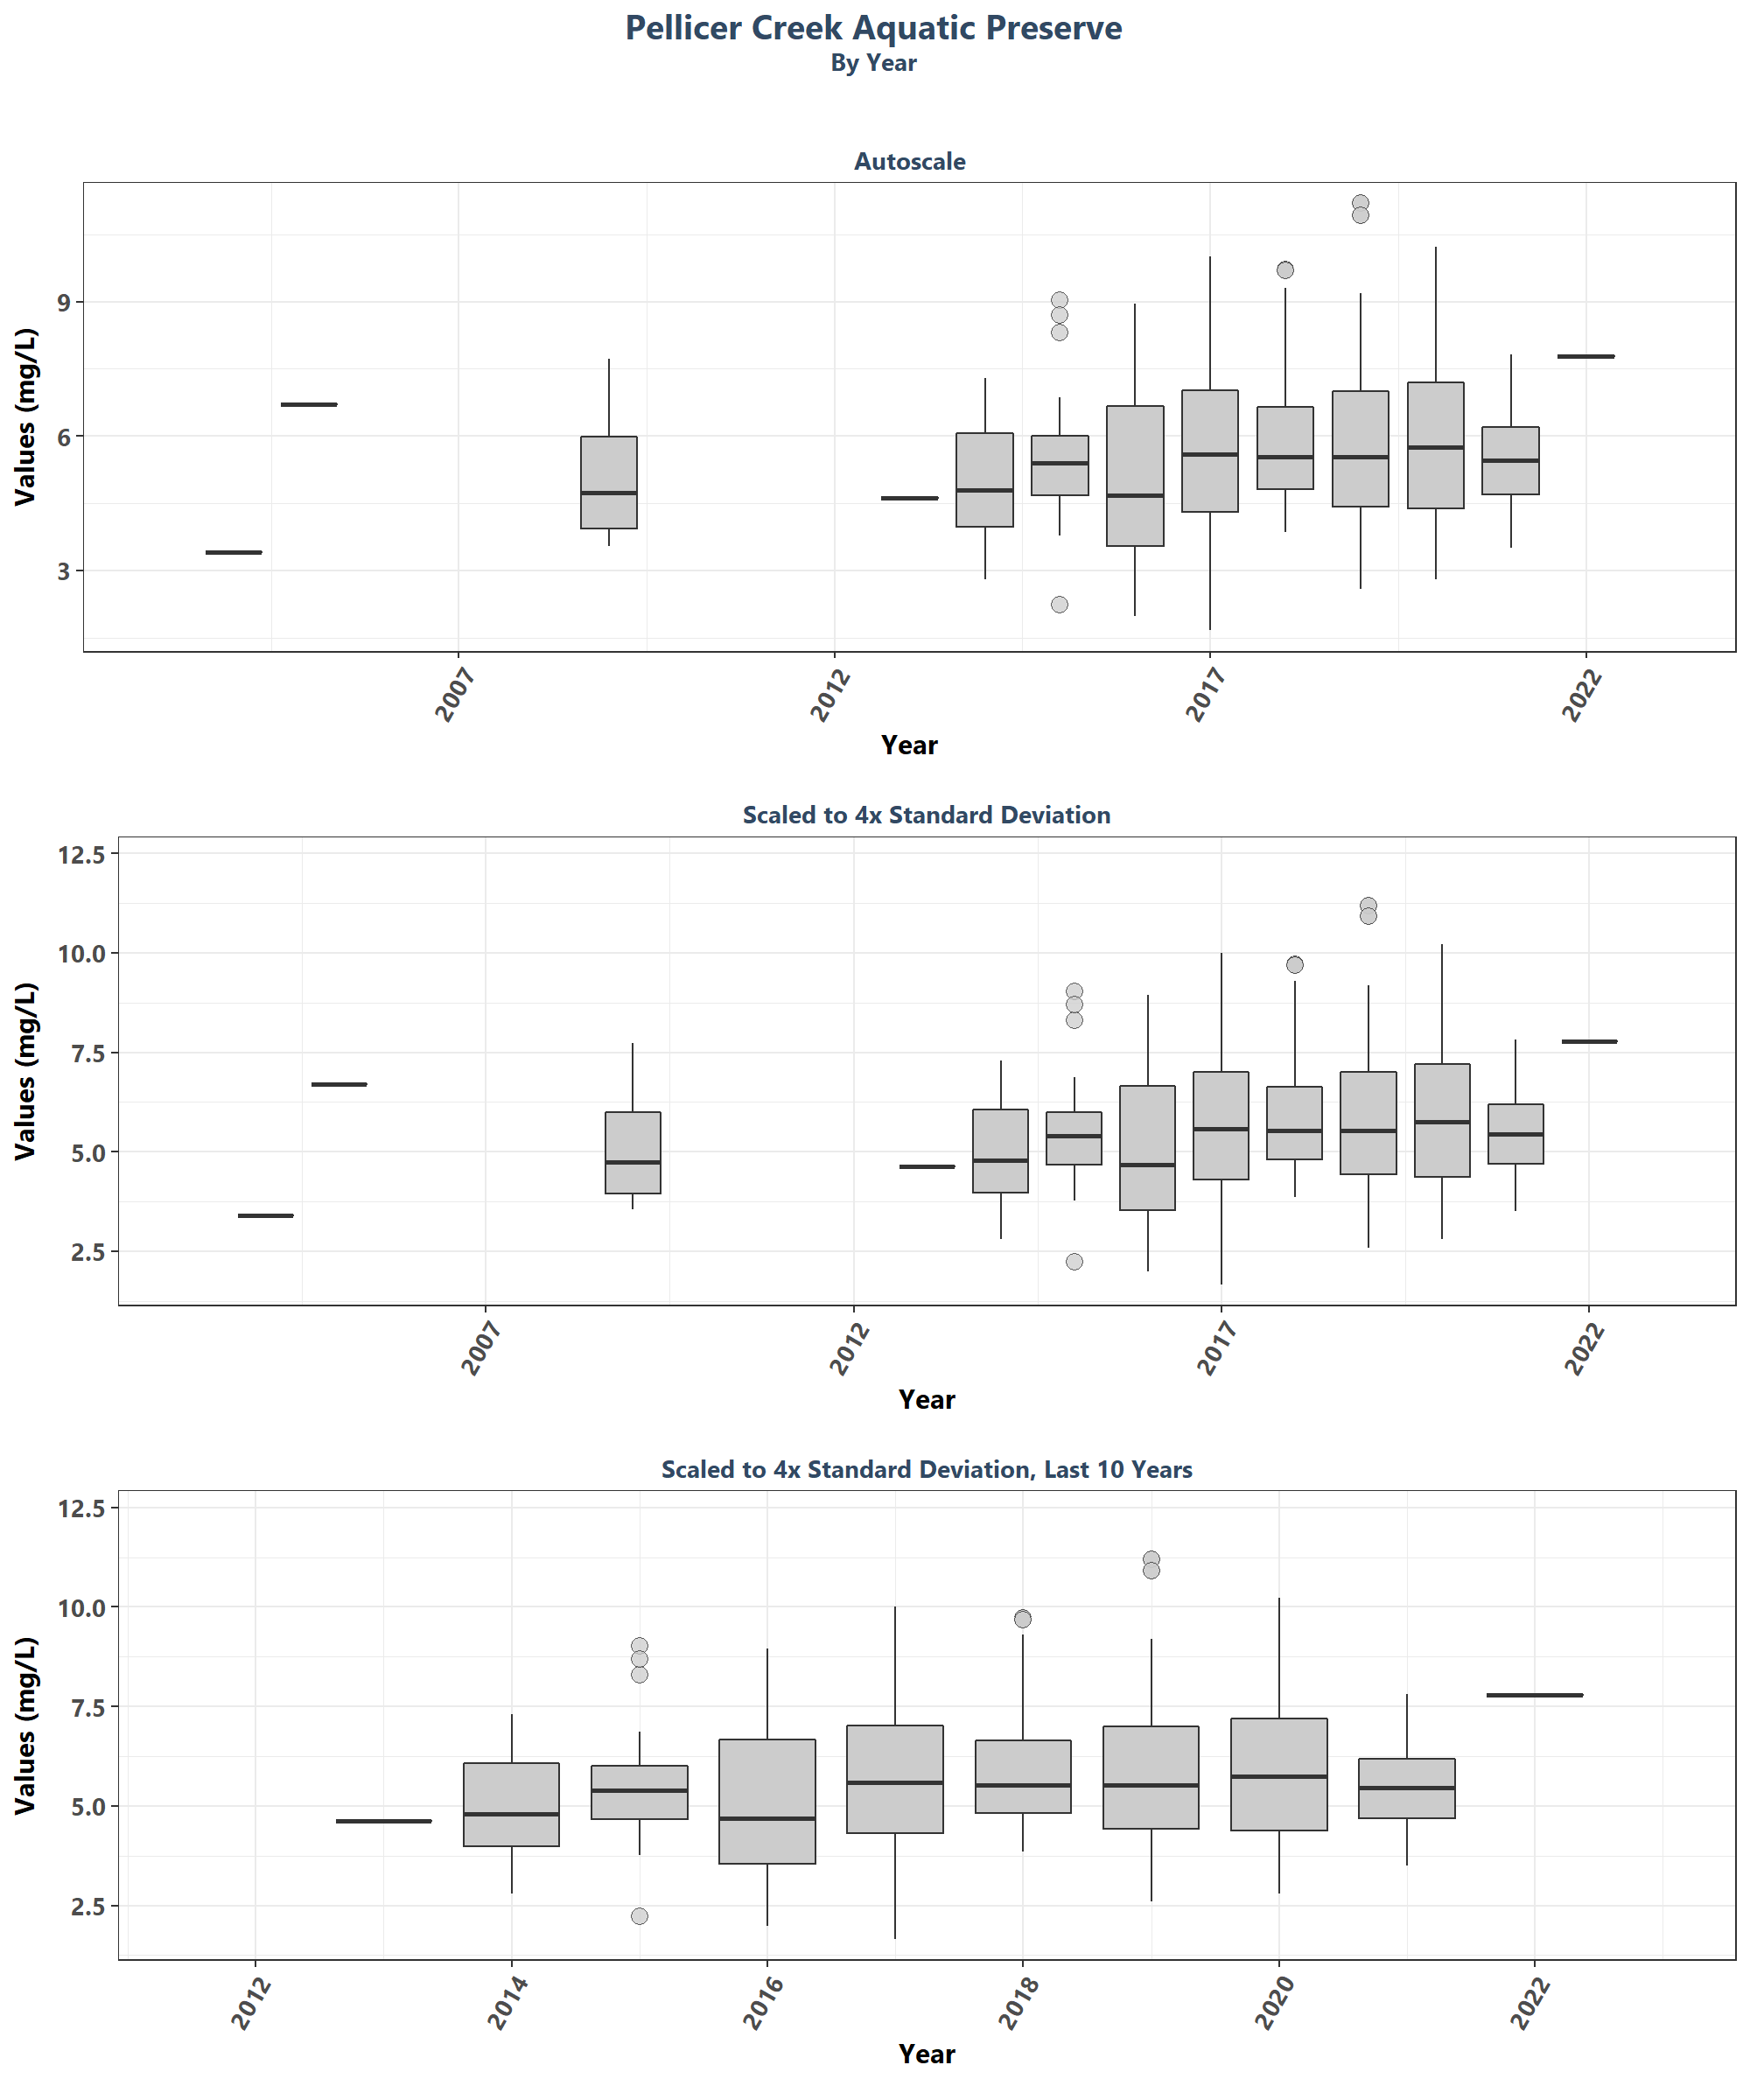 Pellicer Creek Aquatic Preserve
By Year
Autoscale
Values (mg/L)
9
6
3
2007
2012
2017
2022
Year
Scaled to 4x Standard Deviation
Values (mg/L)
12.5
10.0
7.5
5.0
2.5
2007
2012
2017
2022
Year
Scaled to 4x Standard Deviation, Last 10 Years
Values (mg/L)
12.5
10.0
7.5
5.0
2.5
2012
2014
2016
2018
2020
2022
Year